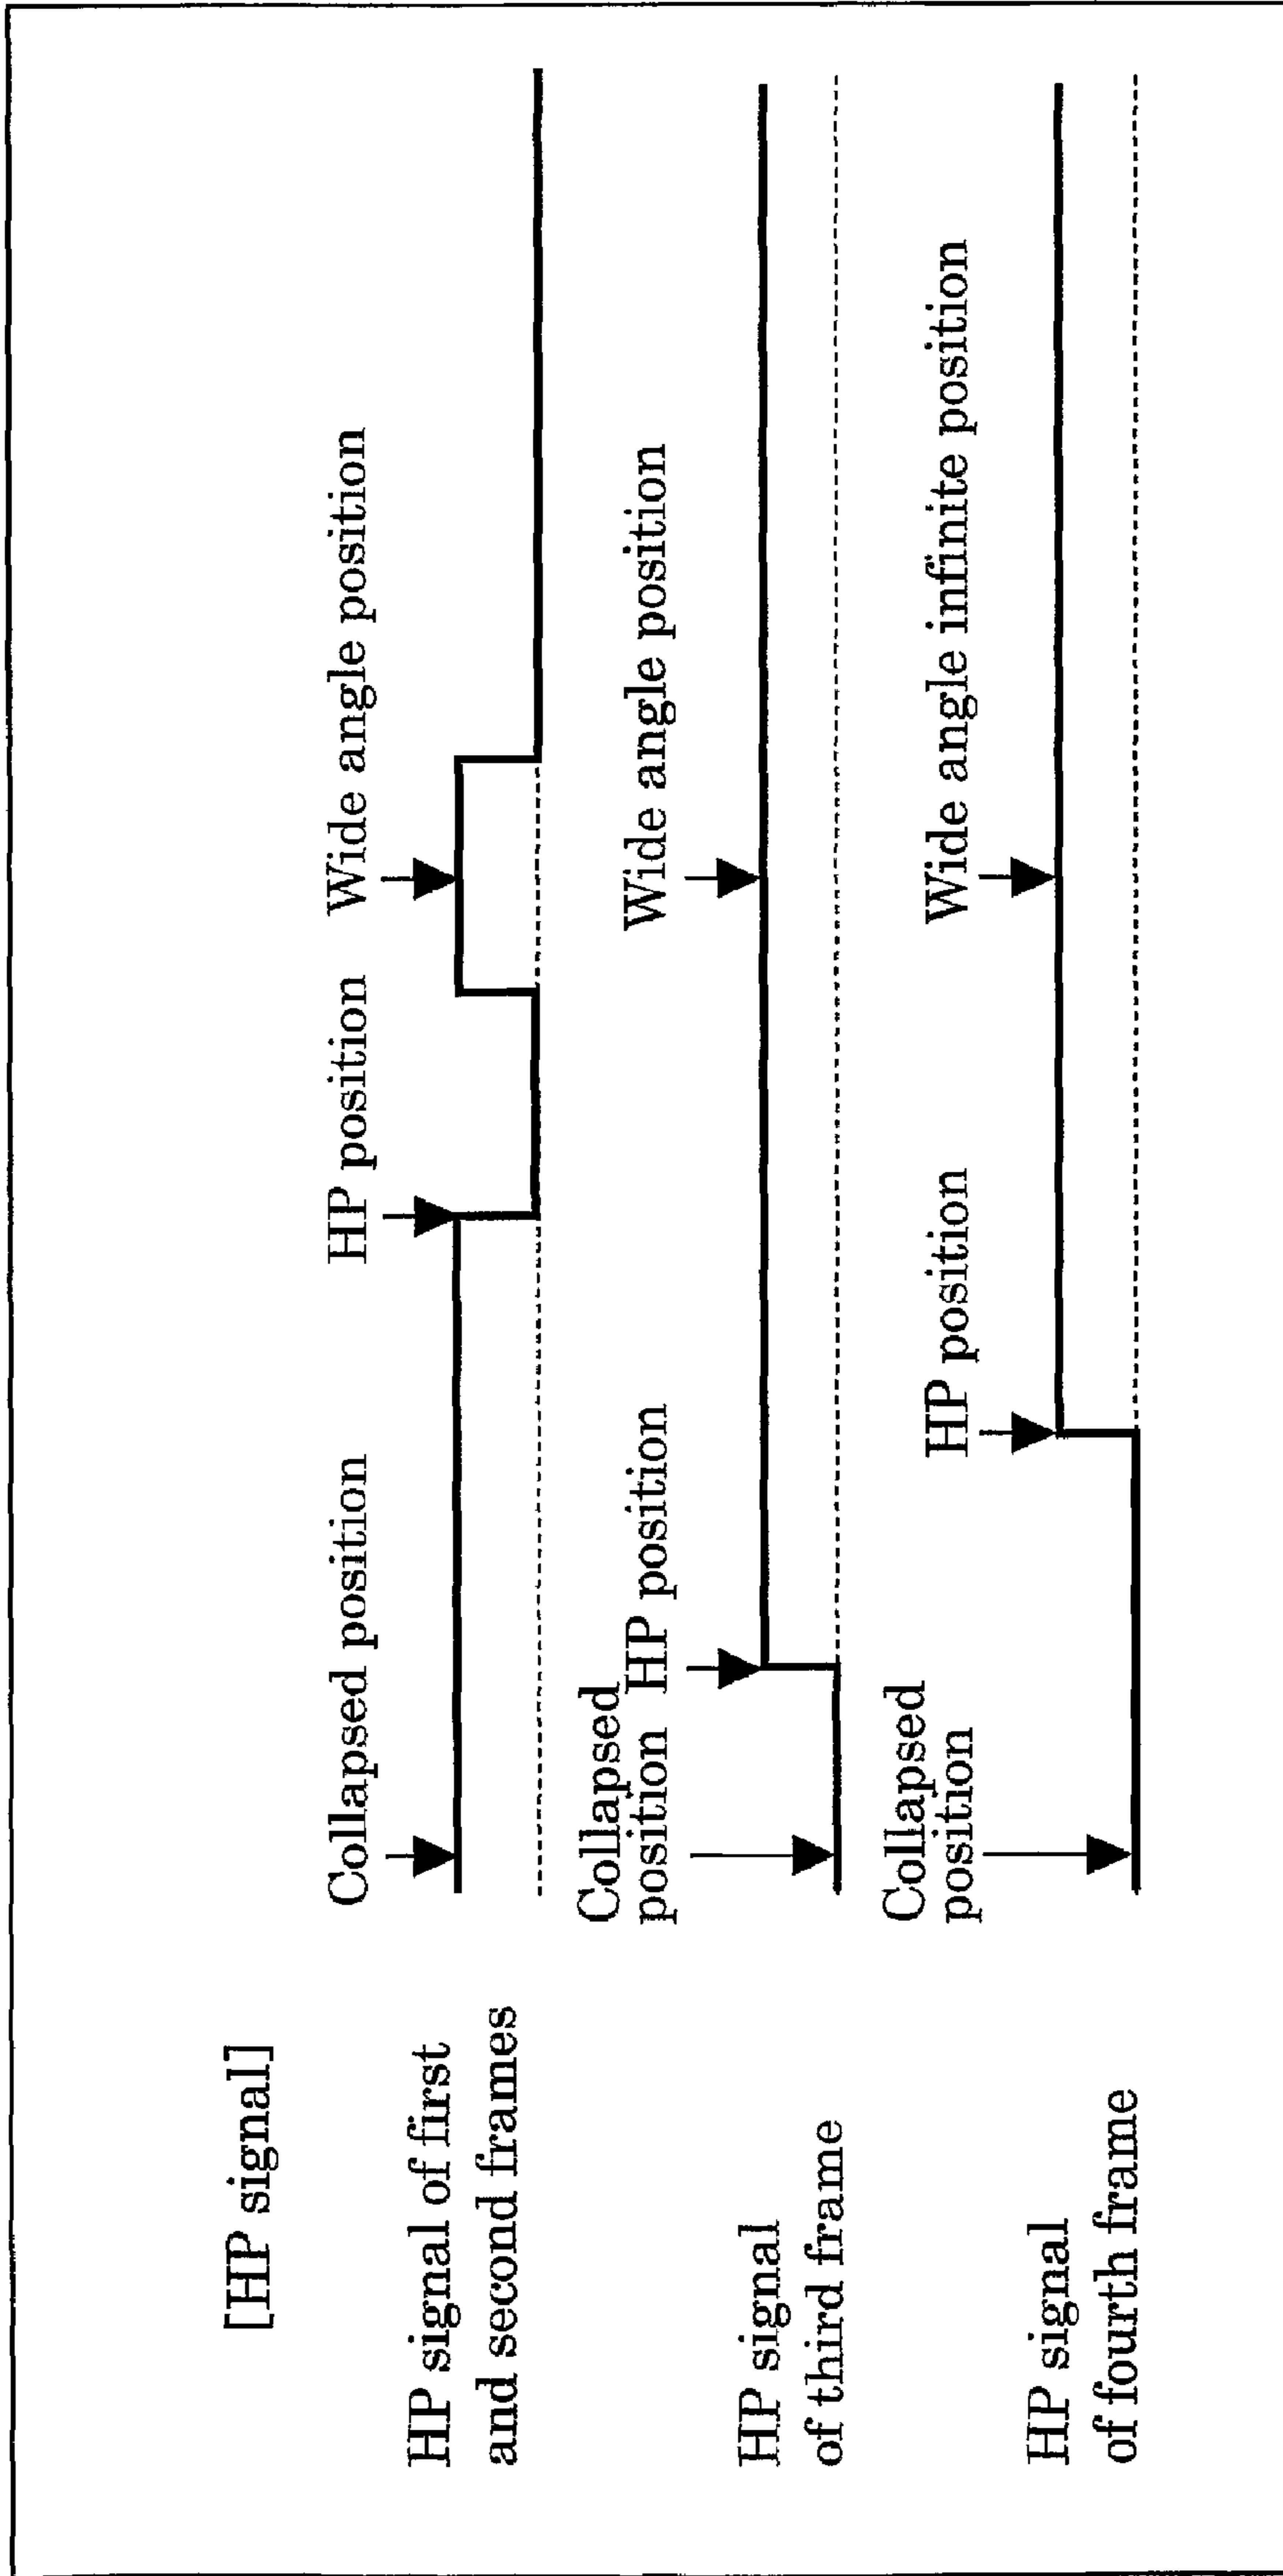 [HP signal]
HP signal of first
and second frames
Collapsed position
HP position
Wide angle position
HP signal
of third frame
Collapsed
position
HP position
Wide angle position
HP signal
of fourth frame
Collapsed
position
HP position
Wide angle infinite position